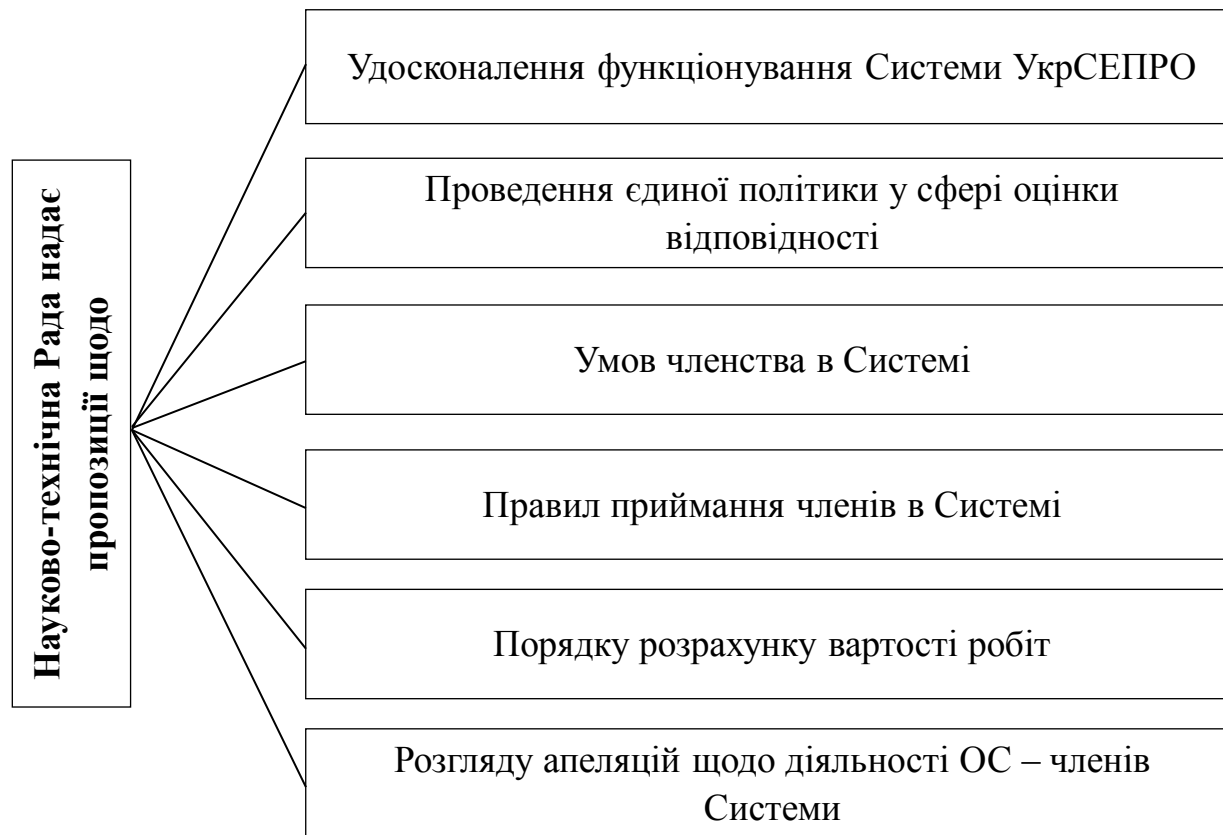 Науково-технічна Рада надає
пропозиції щодо
Удосконалення функціонування Системи УкрСЕПРО
Проведення єдиної політики у сфері оцінки
відповідності
Умов членства в Системі
Правил приймання членів в Системі
Порядку розрахунку вартості робіт
Розгляду апеляцій щодо діяльності ОС – членів
Системи